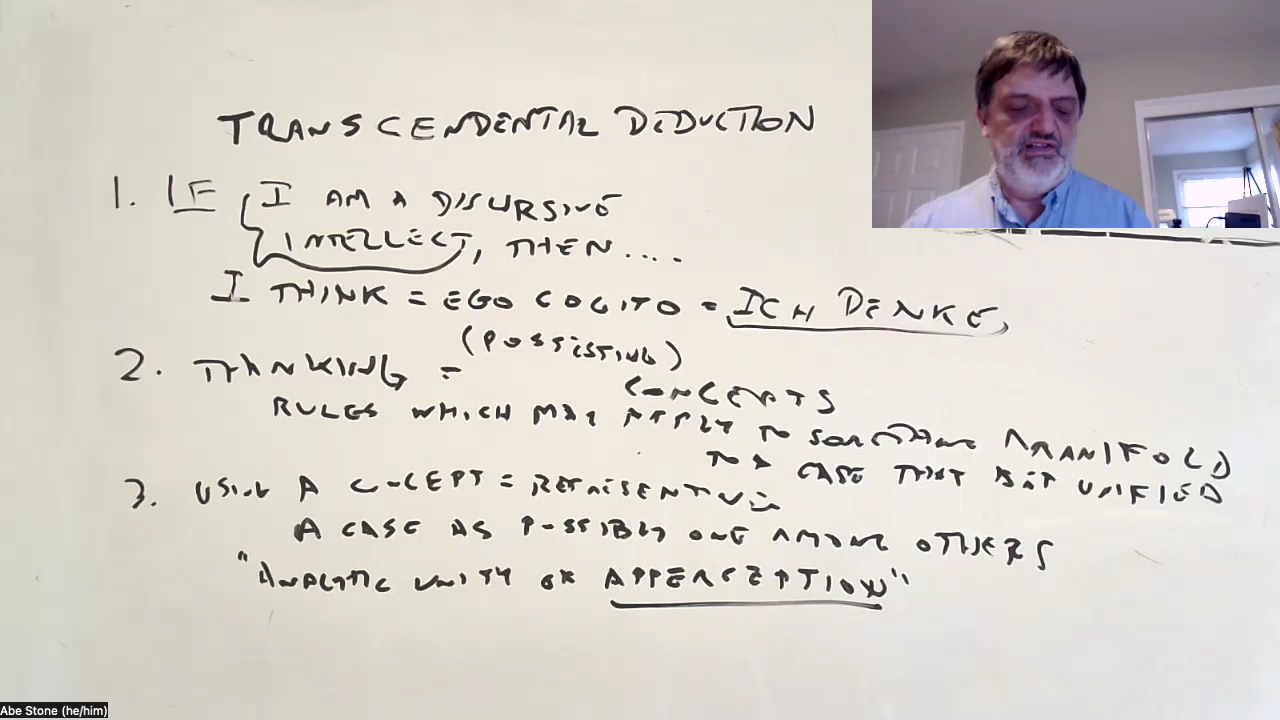 TRANSCENDENTAL DEDUCTION
1. IF I AM A DISCURSIVE
INTELLECT, THEN....
I THINK = EGO COGITO = ICH DENKE,
(POSSISTING)
2. THINKING =
CONCEPTS
RULES WHICH MAY APPLY TO SOMETHING MANIFOLD
TO A CASE THAT IS UNIFIED
3. USING A CONCEPT = REPRESENTING
A CASE AS POSSIBLY ONE AMONG OTHERS
"ANALYTIC UNITY OF APPERCEPTION"
Abe Stone (he/him)